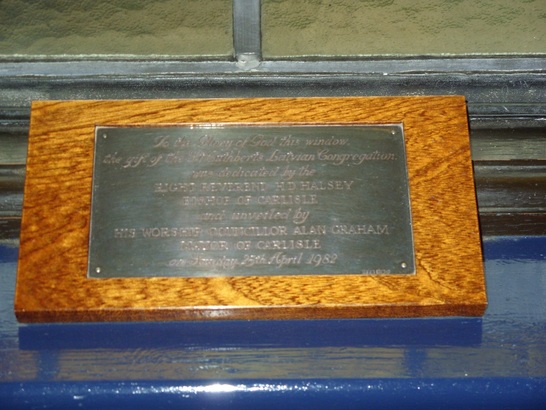 To the Glory of God this window,
the gift of the St Cuthbert's Congregation,
was dedicated by the
RIGHT REVEREND H D HALSEY
BISHOP OF CARLISLE
and unveiled by
HIS WORSHIP COUNCILLOR ALAN GRAHAM
MAYOR OF CARLISLE
on Sunday 25th April 1982